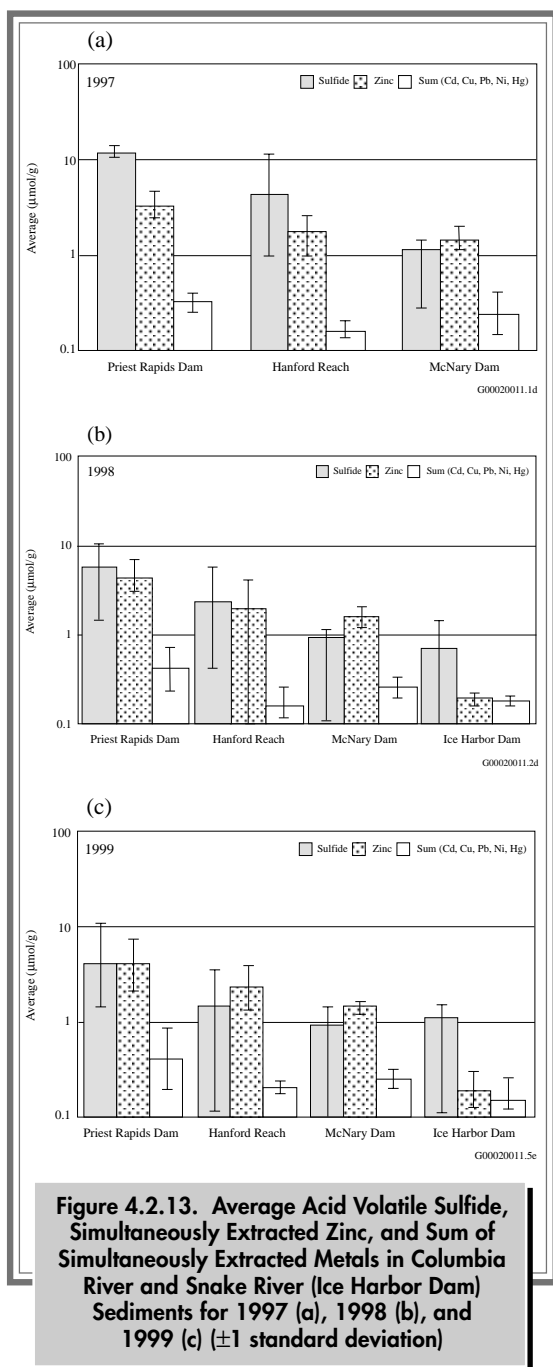 (a)
100
1997
Sulfide Zinc Sum (Cd, Cu, Pb, Ni, Hg)
10
Average (µmol/g)
1
0.1
Priest Rapids Dam Hanford Reach McNary Dam
G00020011.1d
(b)
100
1998
Sulfide Zinc Sum (Cd, Cu, Pb, Ni, Hg)
10
Average (µmol/g)
1
0.1
Priest Rapids Dam Hanford Reach McNary Dam Ice Harbor Dam
G00020011.2d
(c)
100
1999
Sulfide Zinc Sum (Cd, Cu, Pb, Ni, Hg)
10
Average (µmol/g)
1
0.1
Priest Rapids Dam Hanford Reach McNary Dam Ice Harbor Dam
G00020011.5e
Figure 4.2.13. Average Acid Volatile Sulfide,
Simultaneously Extracted Zinc, and Sum of
Simultaneously Extracted Metals in Columbia
River and Snake River (Ice Harbor Dam)
Sediments for 1997 (a), 1998 (b), and
1999 (c) (±1 standard deviation)